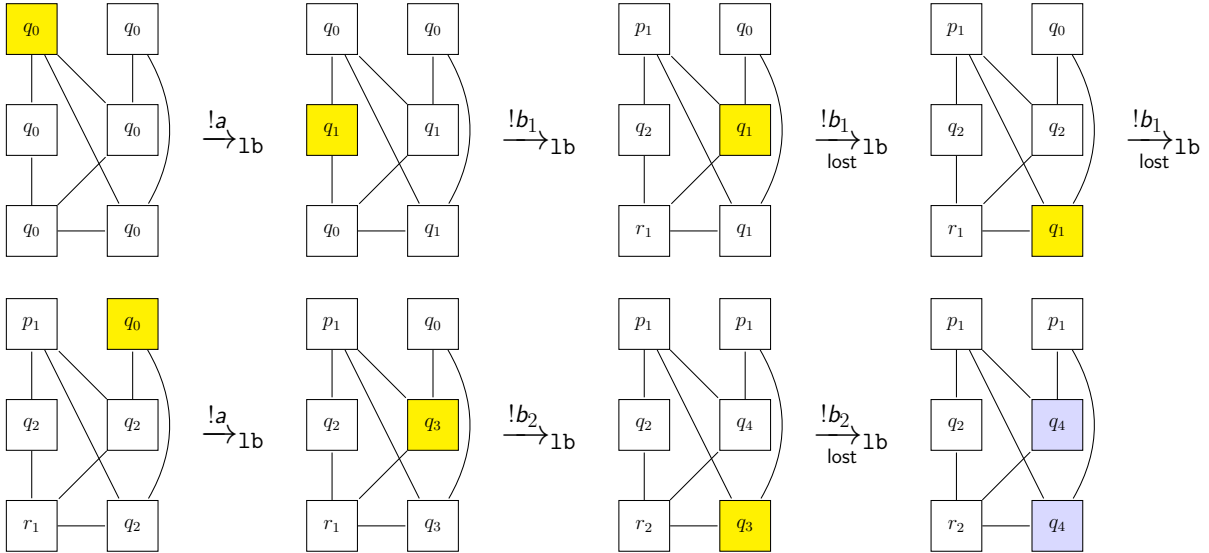 q0 q0 q0 q0 p1 q0 p1 q0
!a !b1 !b1 !b1
q0 q0 →lb q1 q1 →lb q2 q1 →lb q2 q2 →lb
lost lost
q0 q0 q0 q1 r1 q1 r1 q1
p1 q0 p1 q0 p1 p1 p1 p1
!a !b2 !b2
q2 q2 →lb q2 q3 →lb q2 q4 →lb q2 q4
lost
r1 q2 r1 q3 r2 q3 r2 q4